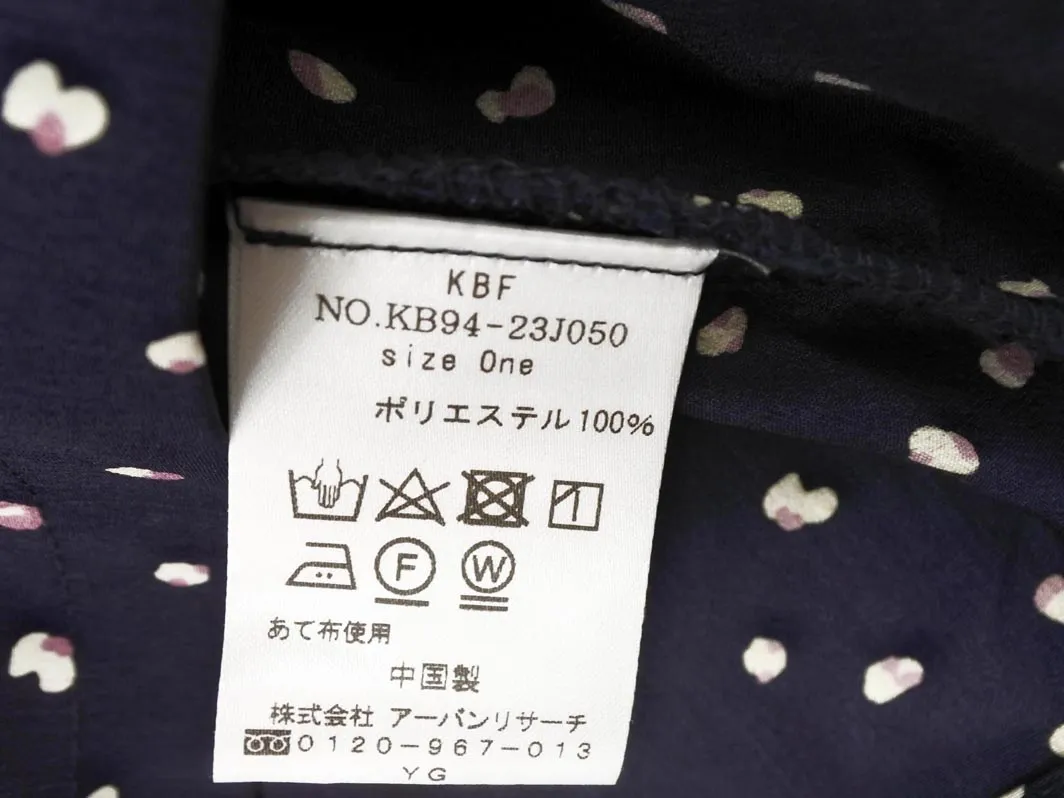 KBF
NO.KB94-23J050
size One
ポリエステル100%
F W
あて布使用
中国製
株式会社 アーバンリサーチ
0120-967-013
YG